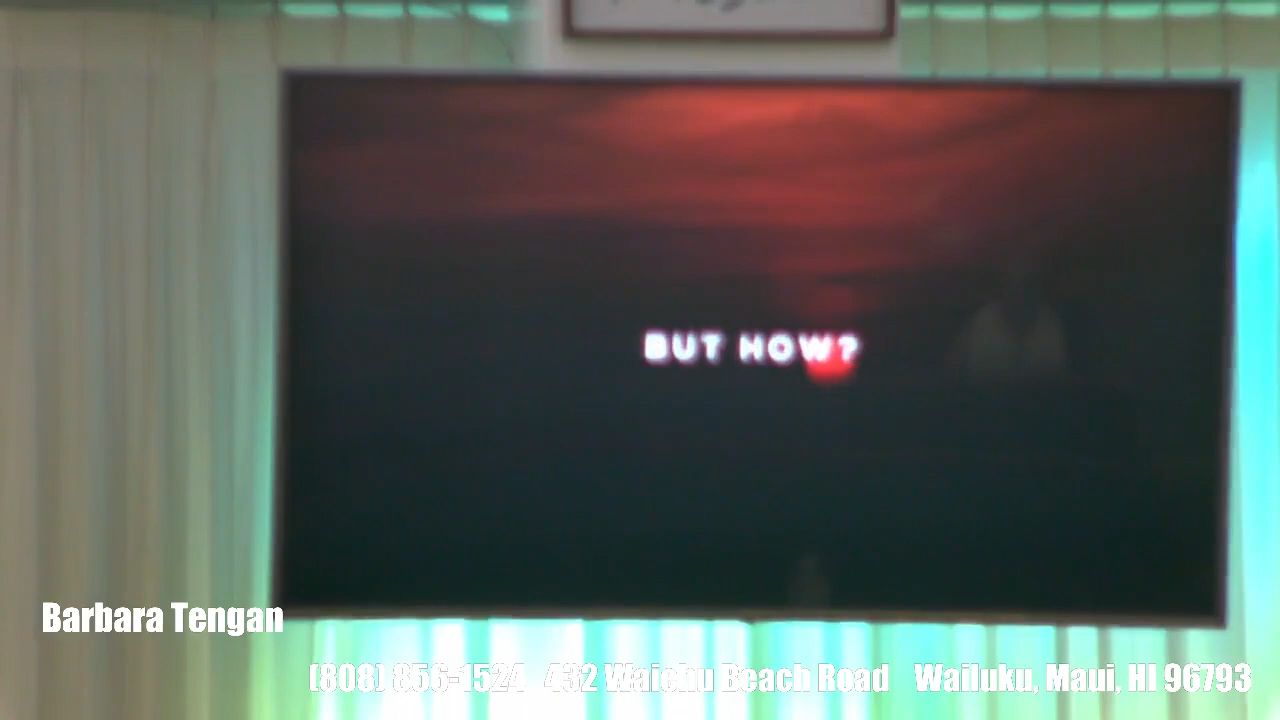 BUT HOW?
Barbara Tengan
(808) 856-1524 432 Waiehu Beach Road Wailuku, Maui, HI 96793